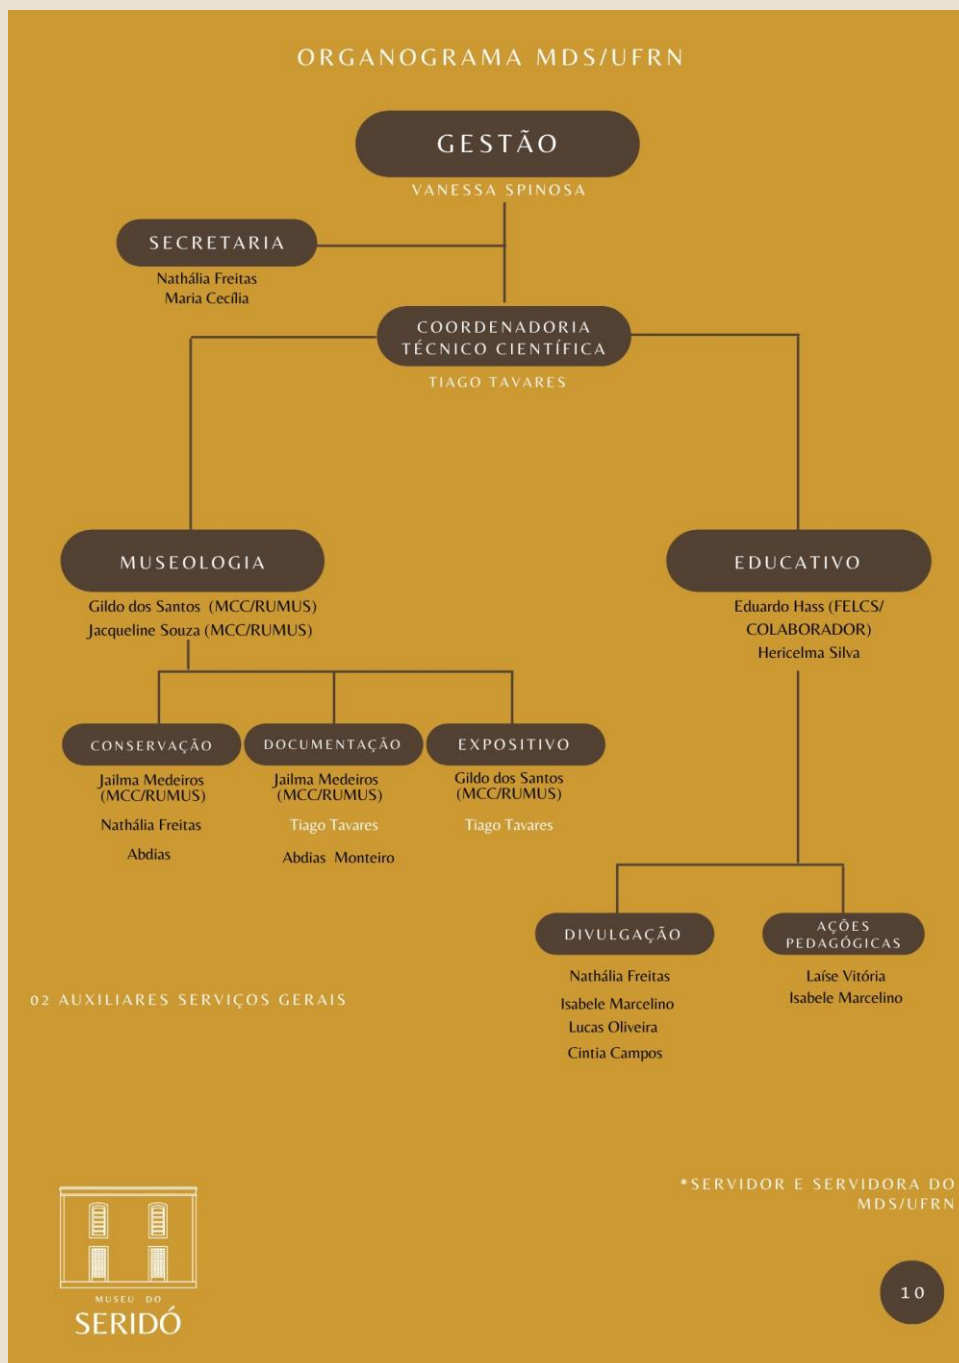 ORGANOGRAMA MDS/UFRN
GESTÃO
VANESSA SPINOSA
SECRETARIA
Nathália Freitas
Maria Cecília
COORDENADORIA
TÉCNICO CIENTÍFICA
TIAGO TAVARES
MUSEOLOGIA
Gildo dos Santos (MCC/RUMUS)
Jacqueline Souza (MCC/RUMUS)
EDUCATIVO
Eduardo Hass (FELCS/
COLABORADOR)
Hericelma Silva
CONSERVAÇÃO
Jailma Medeiros
(MCC/RUMUS)
Nathália Freitas
Abdias
DOCUMENTAÇÃO
Jailma Medeiros
(MCC/RUMUS)
Tiago Tavares
Abdias Monteiro
EXPOSITIVO
Gildo dos Santos
(MCC/RUMUS)
Tiago Tavares
DIVULGAÇÃO
Nathália Freitas
Isabele Marcelino
Lucas Oliveira
Cintia Campos
AÇÕES
PEDAGÓGICAS
Laíse Vitória
Isabele Marcelino
02 AUXILIARES SERVIÇOS GERAIS
*SERVIDOR E SERVIDORA DO
MDS/UFRN
MUSEU DO
SERIDÓ
10